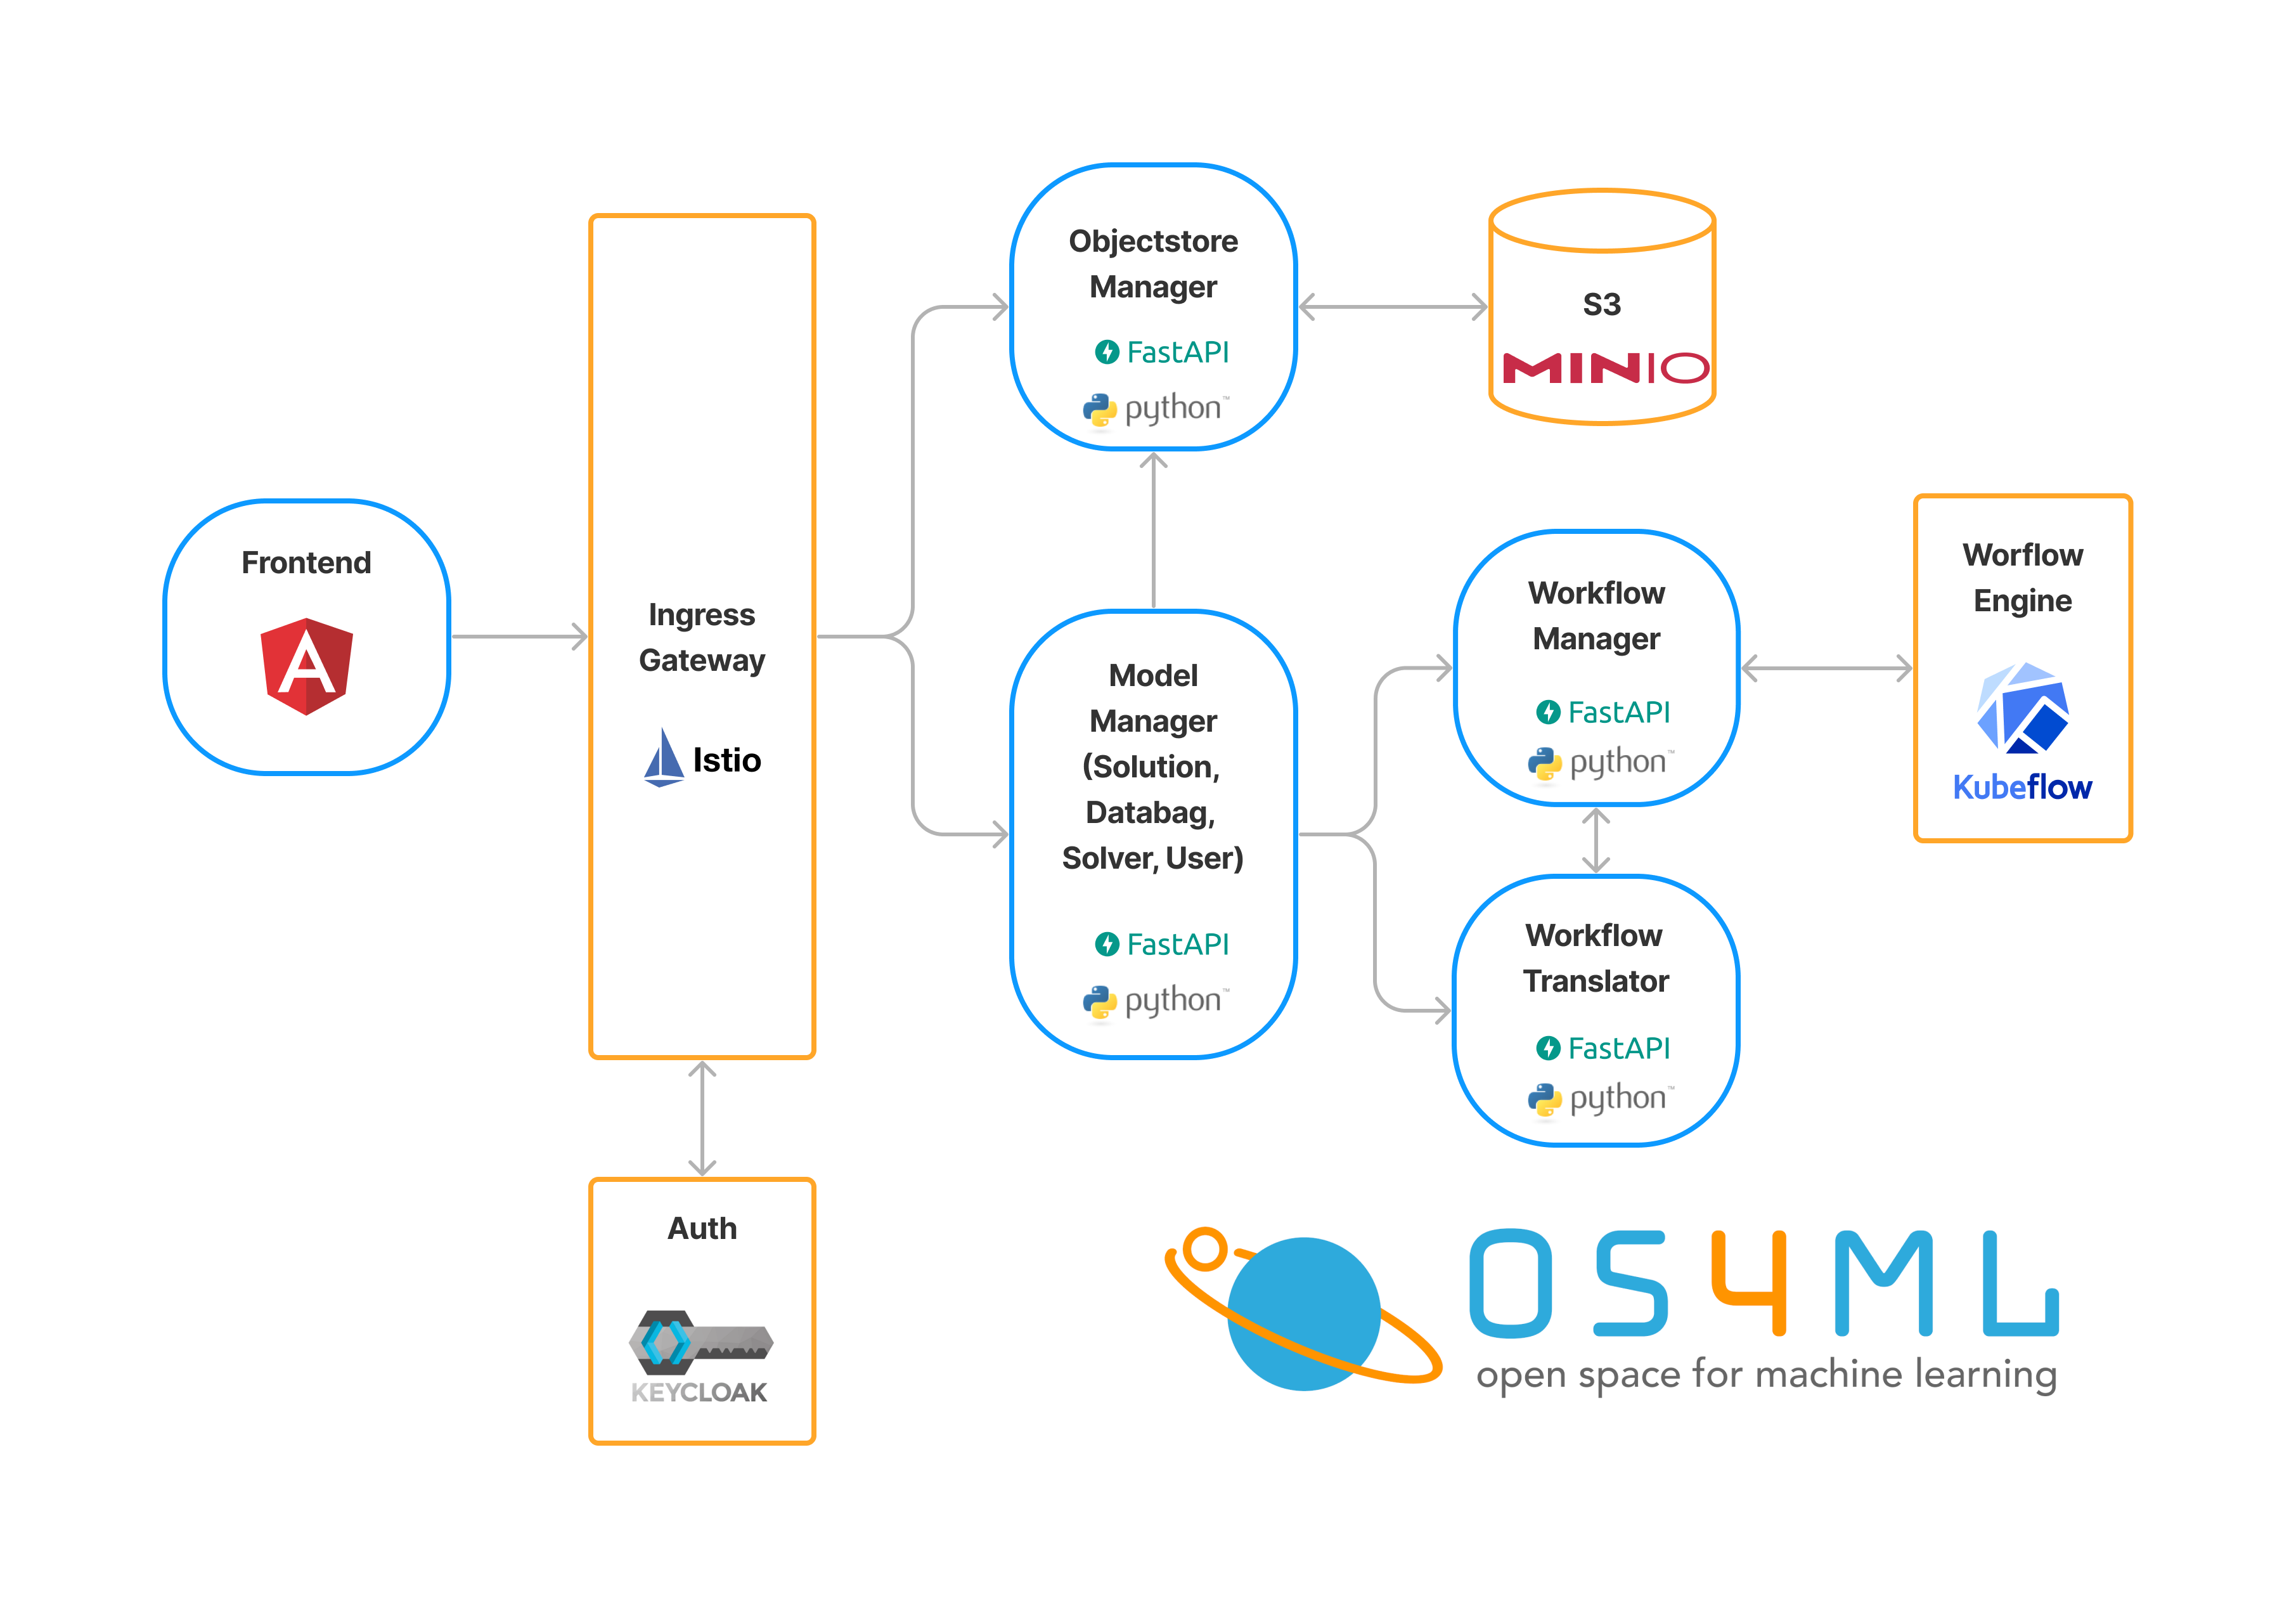 Frontend
Ingress
Gateway
Istio
Auth
KEYCLOAK
Objectstore
Manager
FastAPI
python™
S3
MINIO
Model
Manager
(Solution,
Databag,
Solver, User)
FastAPI
python™
Workflow
Manager
FastAPI
python™
Workflow
Translator
FastAPI
python™
Worflow
Engine
Kubeflow
OS4ML
open space for machine learning